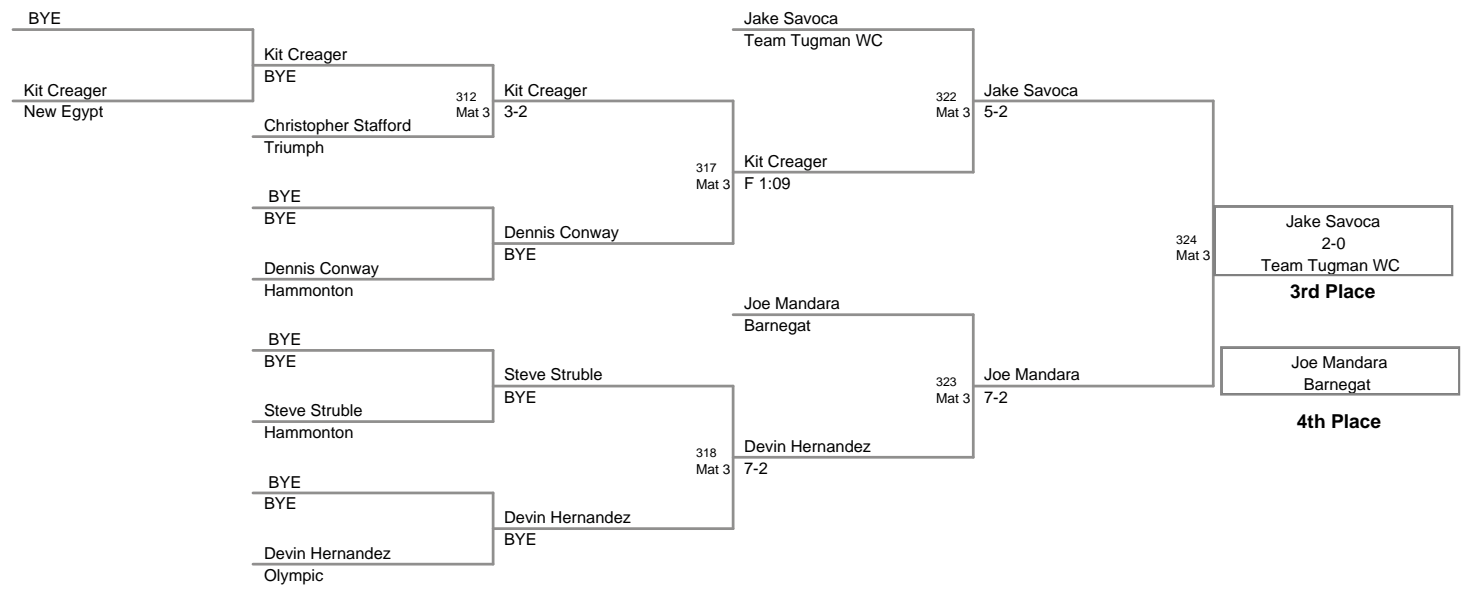 BYE
Kit Creager
New Egypt
Kit Creager
BYE
Christopher Stafford
Triumph
312
Mat 3
Kit Creager
3-2
BYE
BYE
Dennis Conway
Hammonton
Dennis Conway
BYE
317
Mat 3
Kit Creager
F 1:09
Jake Savoca
Team Tugman WC
322
Mat 3
Jake Savoca
5-2
BYE
BYE
Steve Struble
Hammonton
Steve Struble
BYE
BYE
BYE
Devin Hernandez
Olympic
Devin Hernandez
BYE
318
Mat 3
Devin Hernandez
7-2
Joe Mandara
Barnegat
323
Mat 3
Joe Mandara
7-2
324
Mat 3
Jake Savoca
2-0
Team Tugman WC
3rd Place
Joe Mandara
Barnegat
4th Place